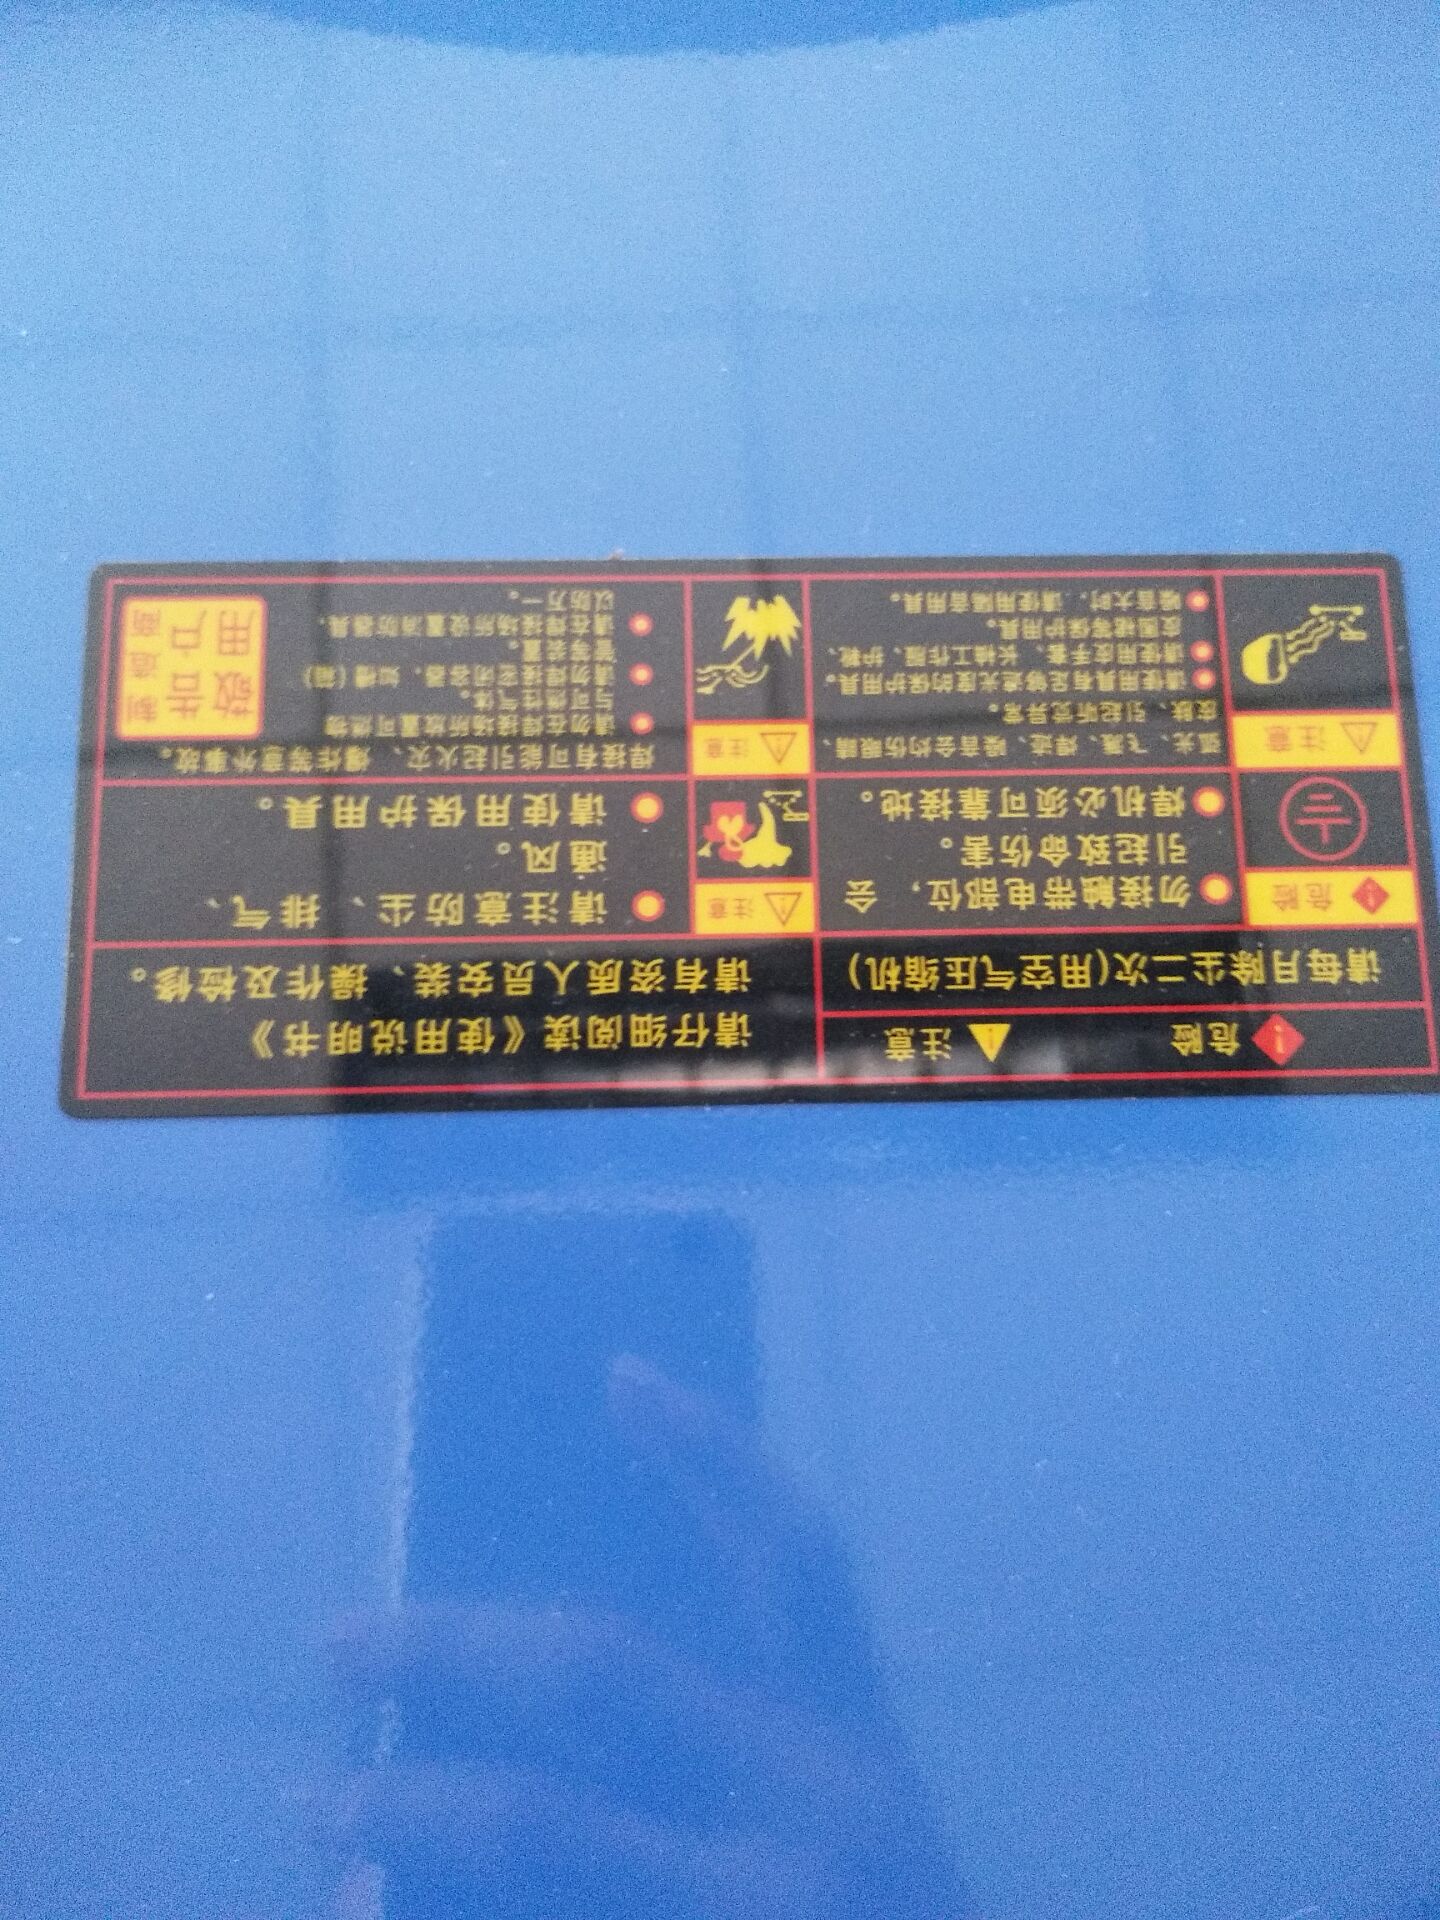 危险 注意
请每月除尘二次(用空气压缩机)
请仔细阅读《使用说明书》
请有资质人员安装、操作及检修。
危险
勿接触带电部位，会
引起致命伤害。
焊机必须可靠接地。
注意
请注意防尘、排气、
通风。
请使用保护用具。
注意
弧光、飞溅、焊渣、噪音会灼伤眼睛、
皮肤、引起听觉异常。
请使用具有足够遮光度的保护用具。
请使用皮手套、长袖工作服、护靴、
皮围裙等保护用具。
噪音大时，请使用隔音用具。
注意
焊接有可能引起火灾、爆炸等意外事故。
请勿在焊接场所放置可燃物
与可燃性气体。
请勿焊接密闭容器，如槽(箱)
管等装置。
请在焊接场所设置消防器具，
以防万一。
敬告
用户
制造商